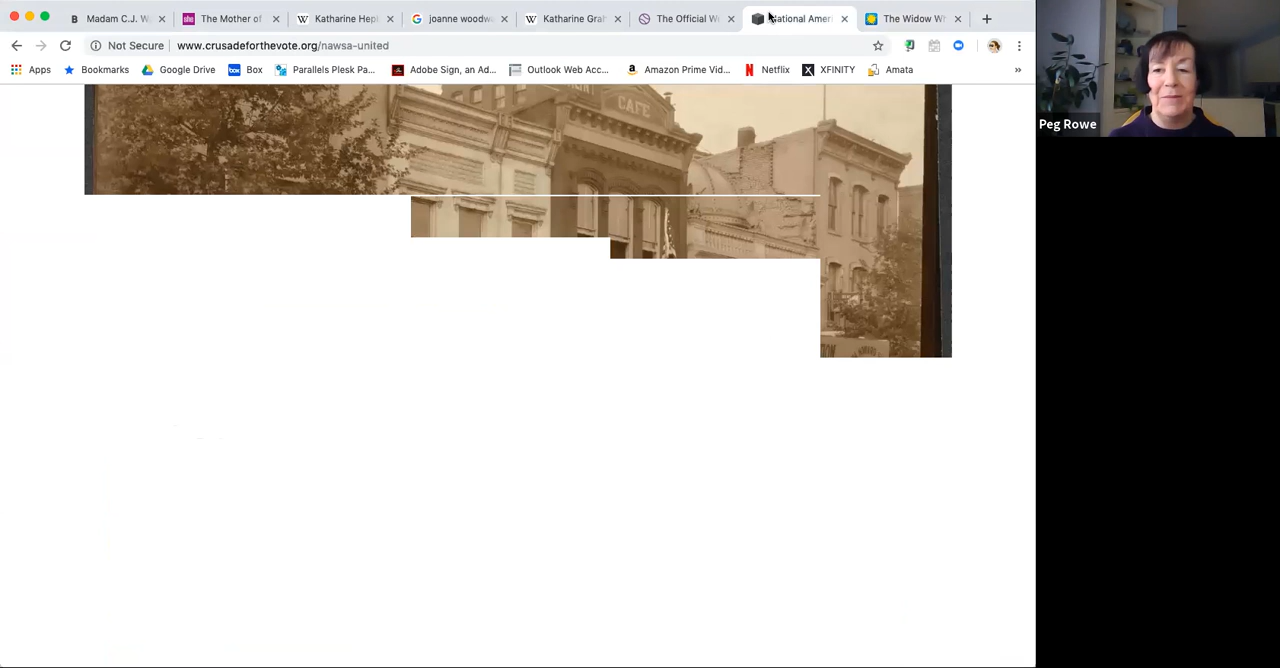 Madam C.J. W
The Mother of
Katharine Hep
joanne woodw
Katharine Gra
The Official W
National Ameri
The Widow W
Not Secure www.crusadeforthevote.org/nawsa-united
Apps Bookmarks Google Drive Box Parallels Plesk Pa... Adobe Sign, an Ad... Outlook Web Acc... Amazon Prime Vid... Netflix XFINITY Amata »
CAFE
Peg Rowe